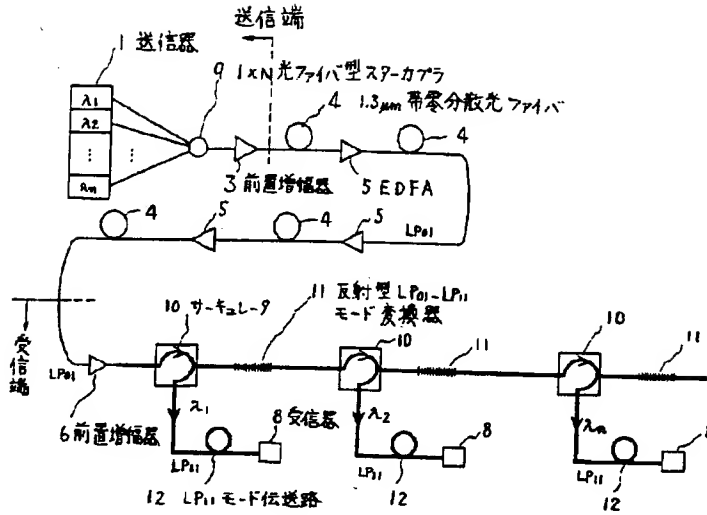 送信端
1 送信器
9
1×N 光ファイバ型スターカプラ
λ1
λ2
⋮
⋮
λn
4
1.3μm帯零分散光ファイバ
4
3 前置増幅器
5 EDFA
4
5
4
5
LP01
受信端
10 サーキュレータ
11 反射型LP01-LP11
モード変換器
10
11
10
11
LP01
6 前置増幅器
λ1
8 受信器
λ2
8
λn
8
LP11
LP11
LP11
12 LP11モード伝送路
12
12